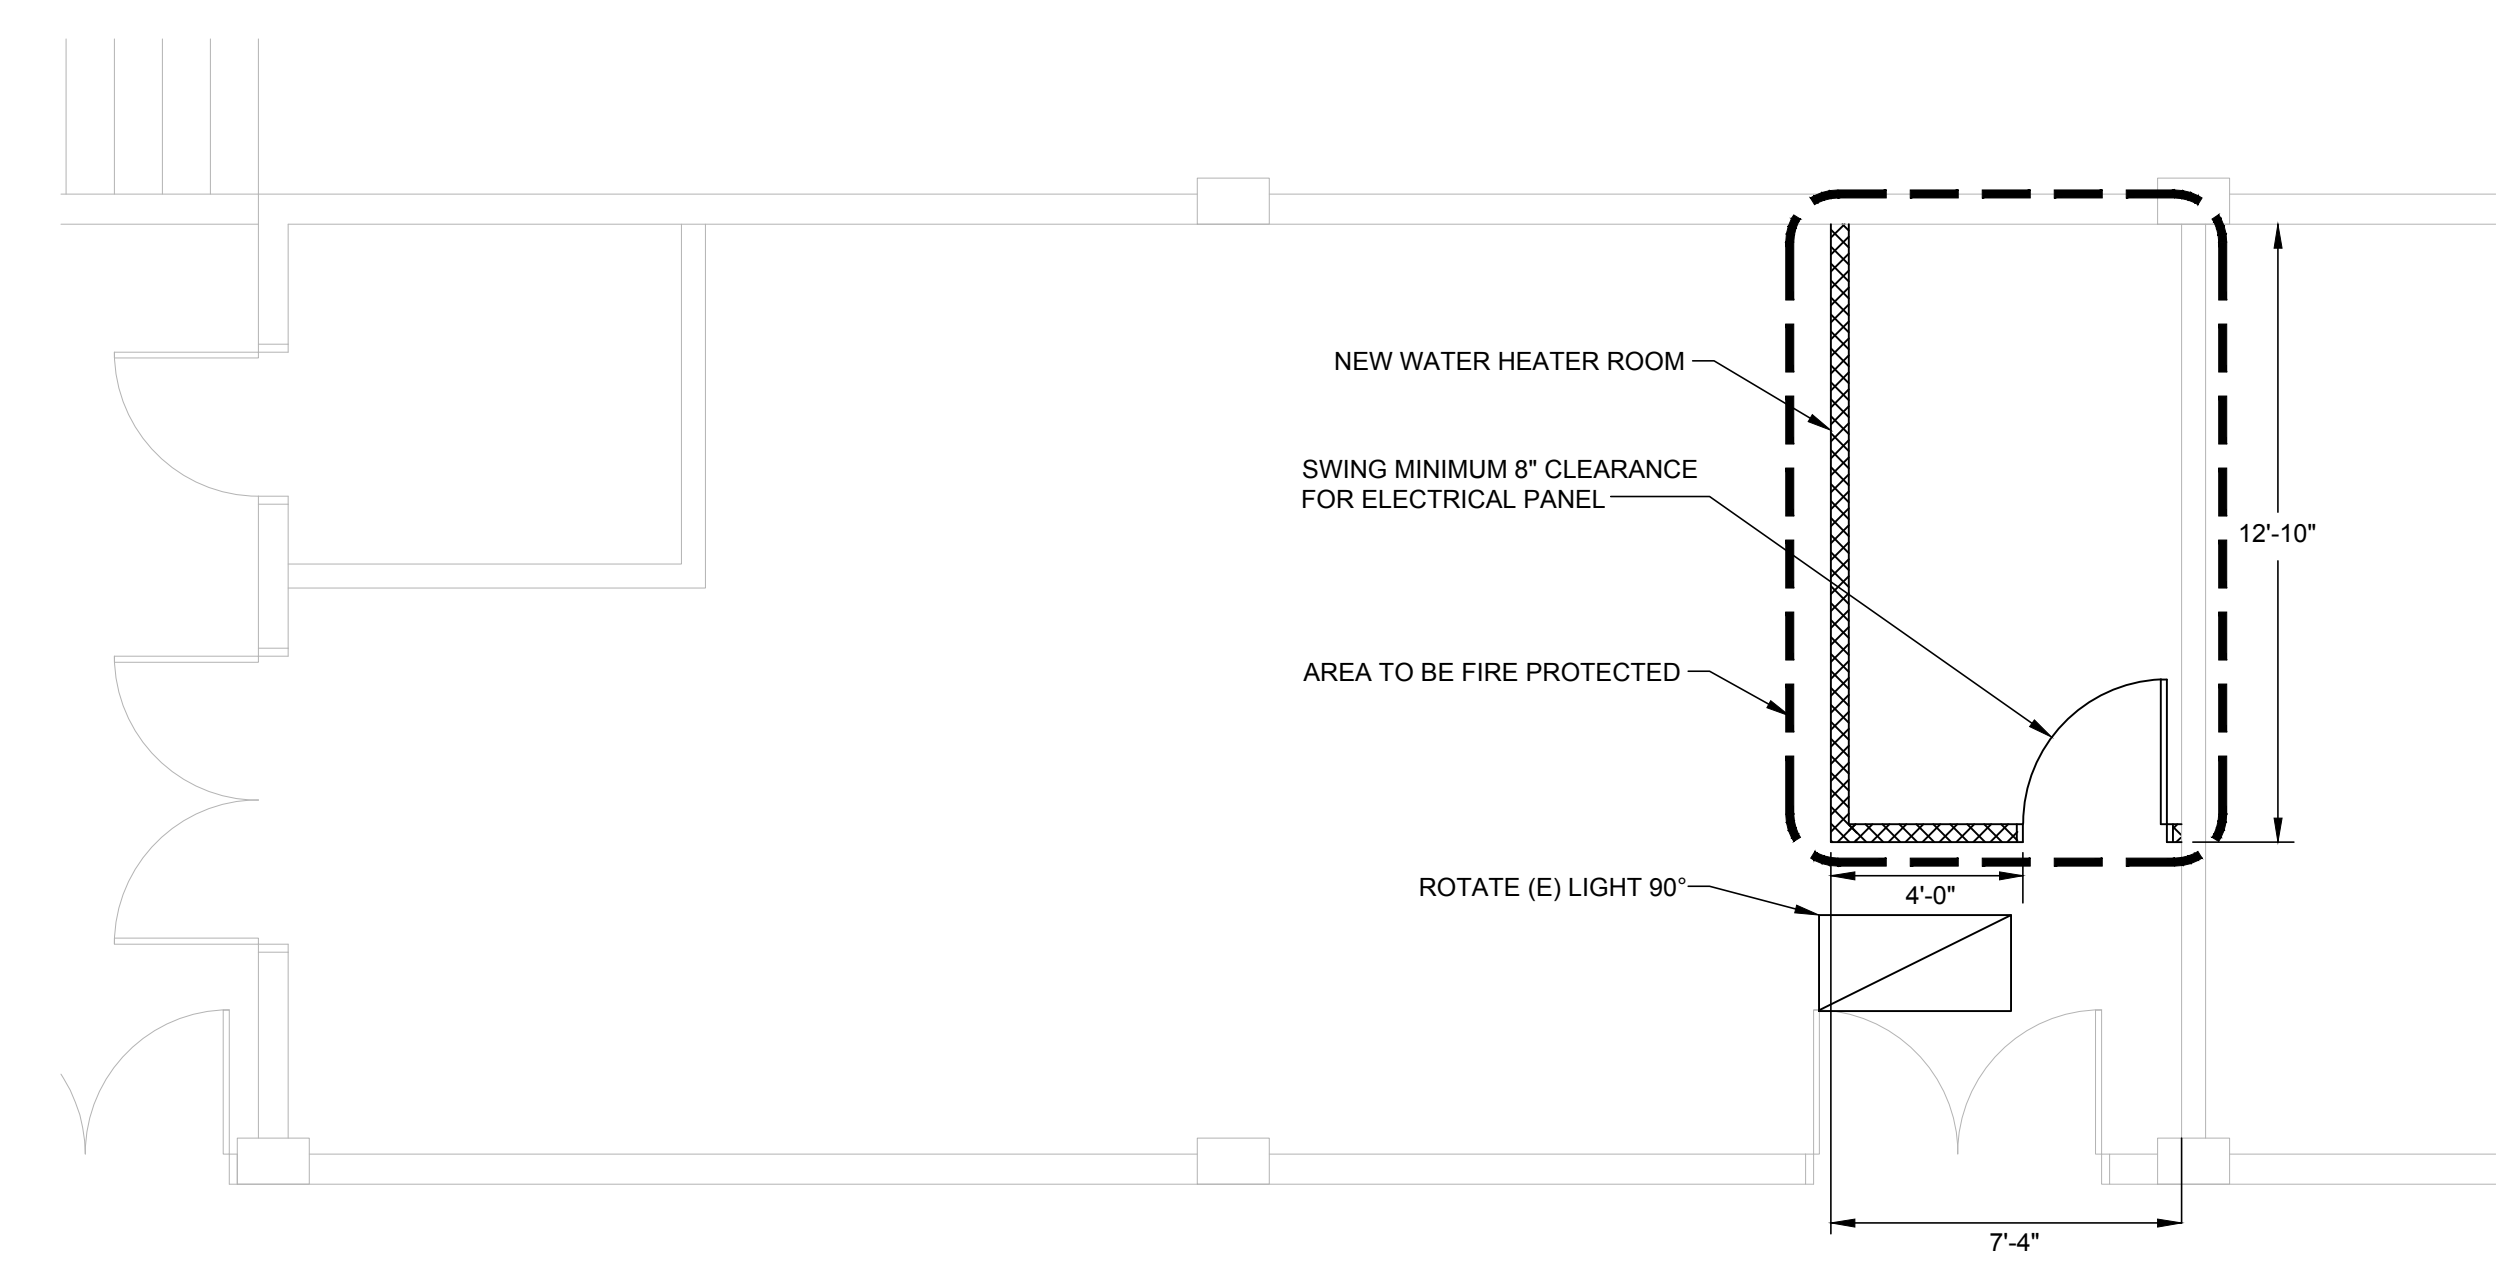 NEW WATER HEATER ROOM
SWING MINIMUM 8" CLEARANCE
FOR ELECTRICAL PANEL
12'-10"
AREA TO BE FIRE PROTECTED
ROTATE (E) LIGHT 90°
4'-0"
7'-4"